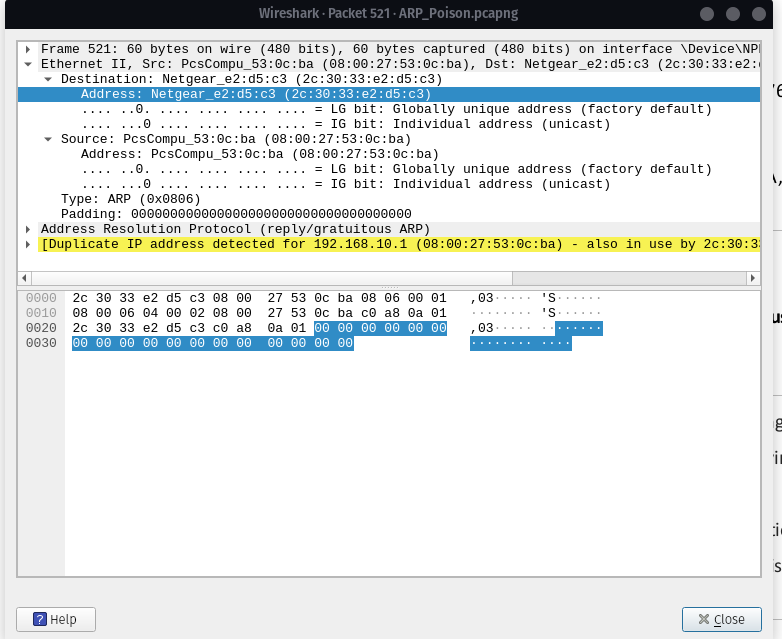 Wireshark · Packet 521 · ARP_Poison.pcapng
Frame 521: 60 bytes on wire (480 bits), 60 bytes captured (480 bits) on interface \Device\NPF
Ethernet II, Src: PcsCompu_53:0c:ba (08:00:27:53:0c:ba), Dst: Netgear_e2:d5:c3 (2c:30:33:e2:
Destination: Netgear_e2:d5:c3 (2c:30:33:e2:d5:c3)
Address: Netgear_e2:d5:c3 (2c:30:33:e2:d5:c3)
.... ..0. .... .... .... .... = LG bit: Globally unique address (factory default)
.... ...0 .... .... .... .... = IG bit: Individual address (unicast)
Source: PcsCompu_53:0c:ba (08:00:27:53:0c:ba)
Address: PcsCompu_53:0c:ba (08:00:27:53:0c:ba)
.... ..0. .... .... .... .... = LG bit: Globally unique address (factory default)
.... ...0 .... .... .... .... = IG bit: Individual address (unicast)
Type: ARP (0x0806)
Padding: 000000000000000000000000000000000000
Address Resolution Protocol (reply/gratuitous ARP)
[Duplicate IP address detected for 192.168.10.1 (08:00:27:53:0c:ba) - also in use by 2c:30:3
0000 2c 30 33 e2 d5 c3 08 00 27 53 0c ba 08 06 00 01 ,03····· 'S······
0010 08 00 06 04 00 02 08 00 27 53 0c ba c0 a8 0a 01 ········ 'S······
0020 2c 30 33 e2 d5 c3 c0 a8 0a 01 00 00 00 00 00 00 ,03····· ········
0030 00 00 00 00 00 00 00 00 00 00 00 00 ········ ····
? Help
Close